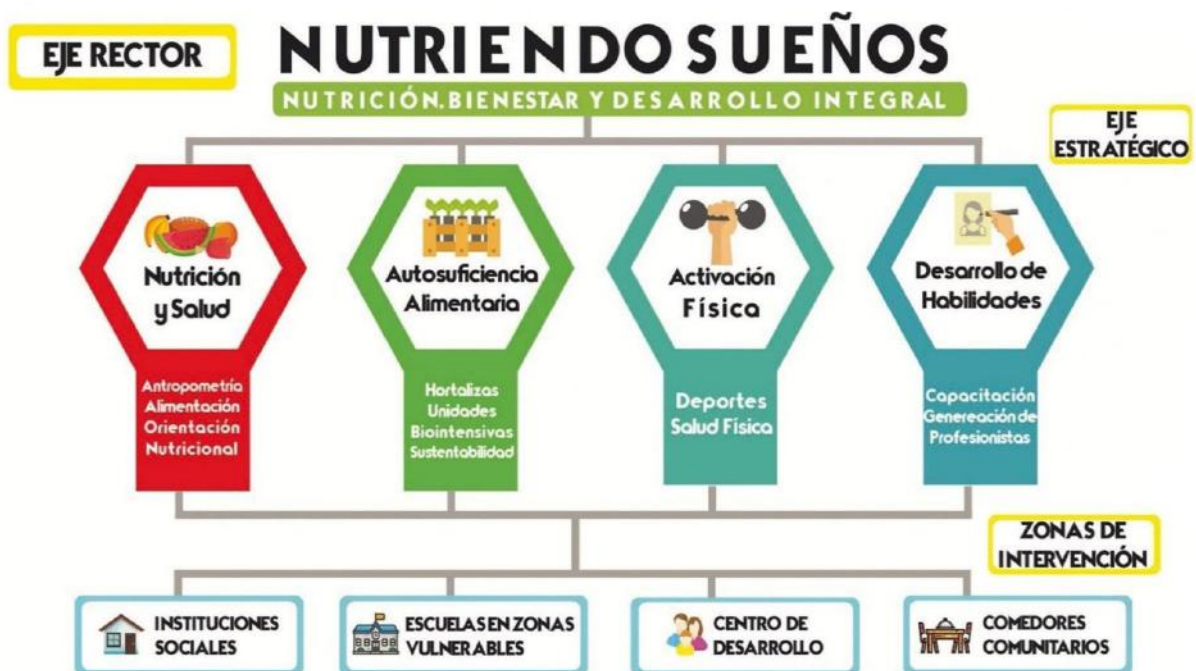 EJE RECTOR
NUTRIENDO SUEÑOS
NUTRICIÓN.BIENESTAR Y DESARROLLO INTEGRAL
EJE
ESTRATÉGICO
Nutrición
y Salud
Antropometría
Alimentación
Orientación
Nutricional
Autosuficiencia
Alimentaria
Hortalizas
Unidades
Biointensivas
Sustentabilidad
Activación
Física
Deportes
Salud Física
Desarrollo de
Habilidades
Capacitación
Genereación de
Profesionistas
ZONAS DE
INTERVENCIÓN
INSTITUCIONES
SOCIALES
ESCUELAS EN ZONAS
VULNERABLES
CENTRO DE
DESARROLLO
COMEDORES
COMUNITARIOS